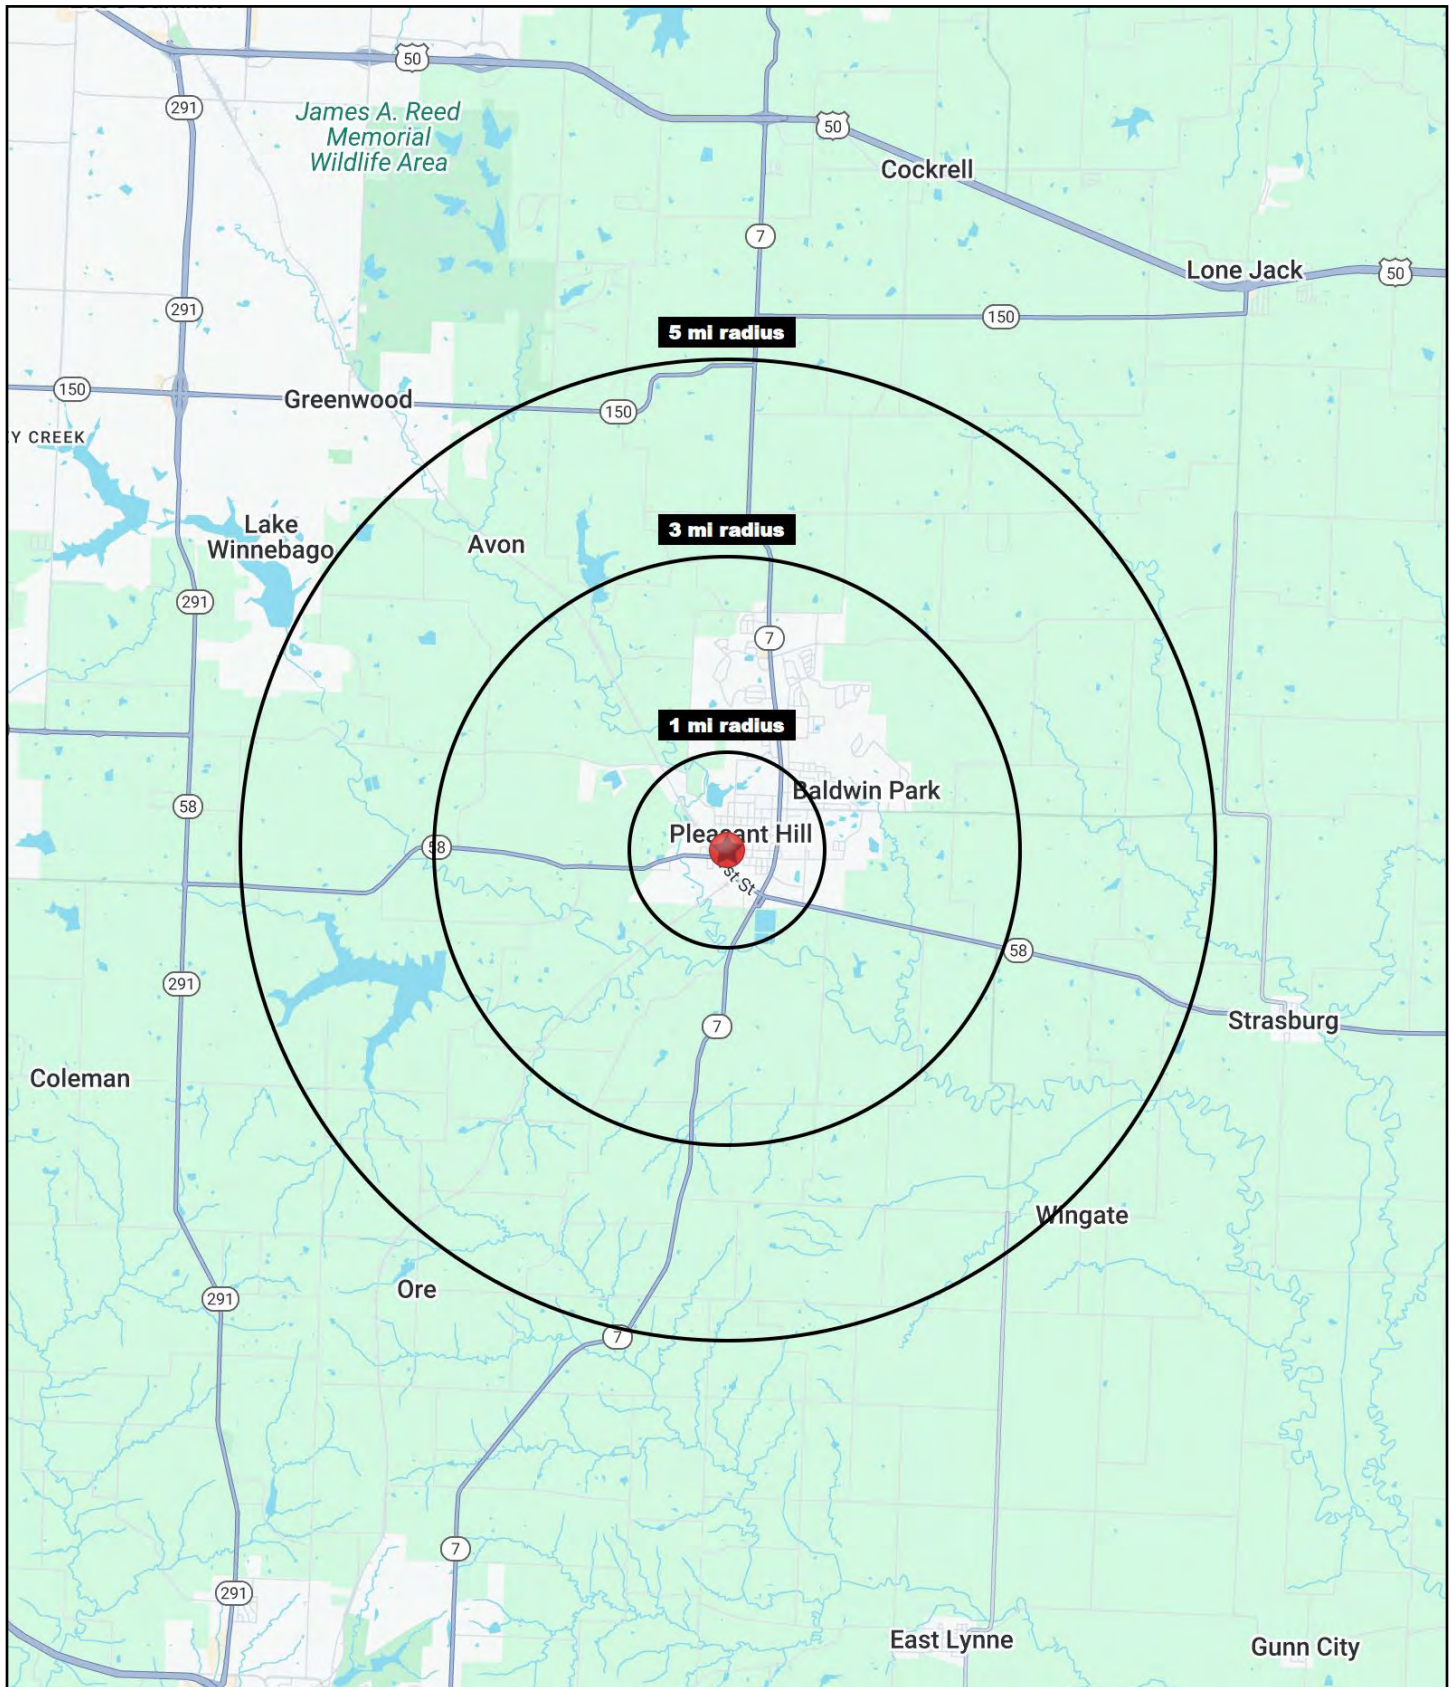 50
291
James A. Reed
Memorial
Wildlife Area
50
Cockrell
7
Lone Jack
50
291
150
5 mi radius
150
Greenwood
150
Y CREEK
Lake
Winnebago
3 mi radius
Avon
291
7
1 mi radius
58
Baldwin Park
Pleasant Hill
58
st St
58
291
7
Strasburg
Coleman
Wingate
Ore
291
7
7
291
East Lynne
Gunn City